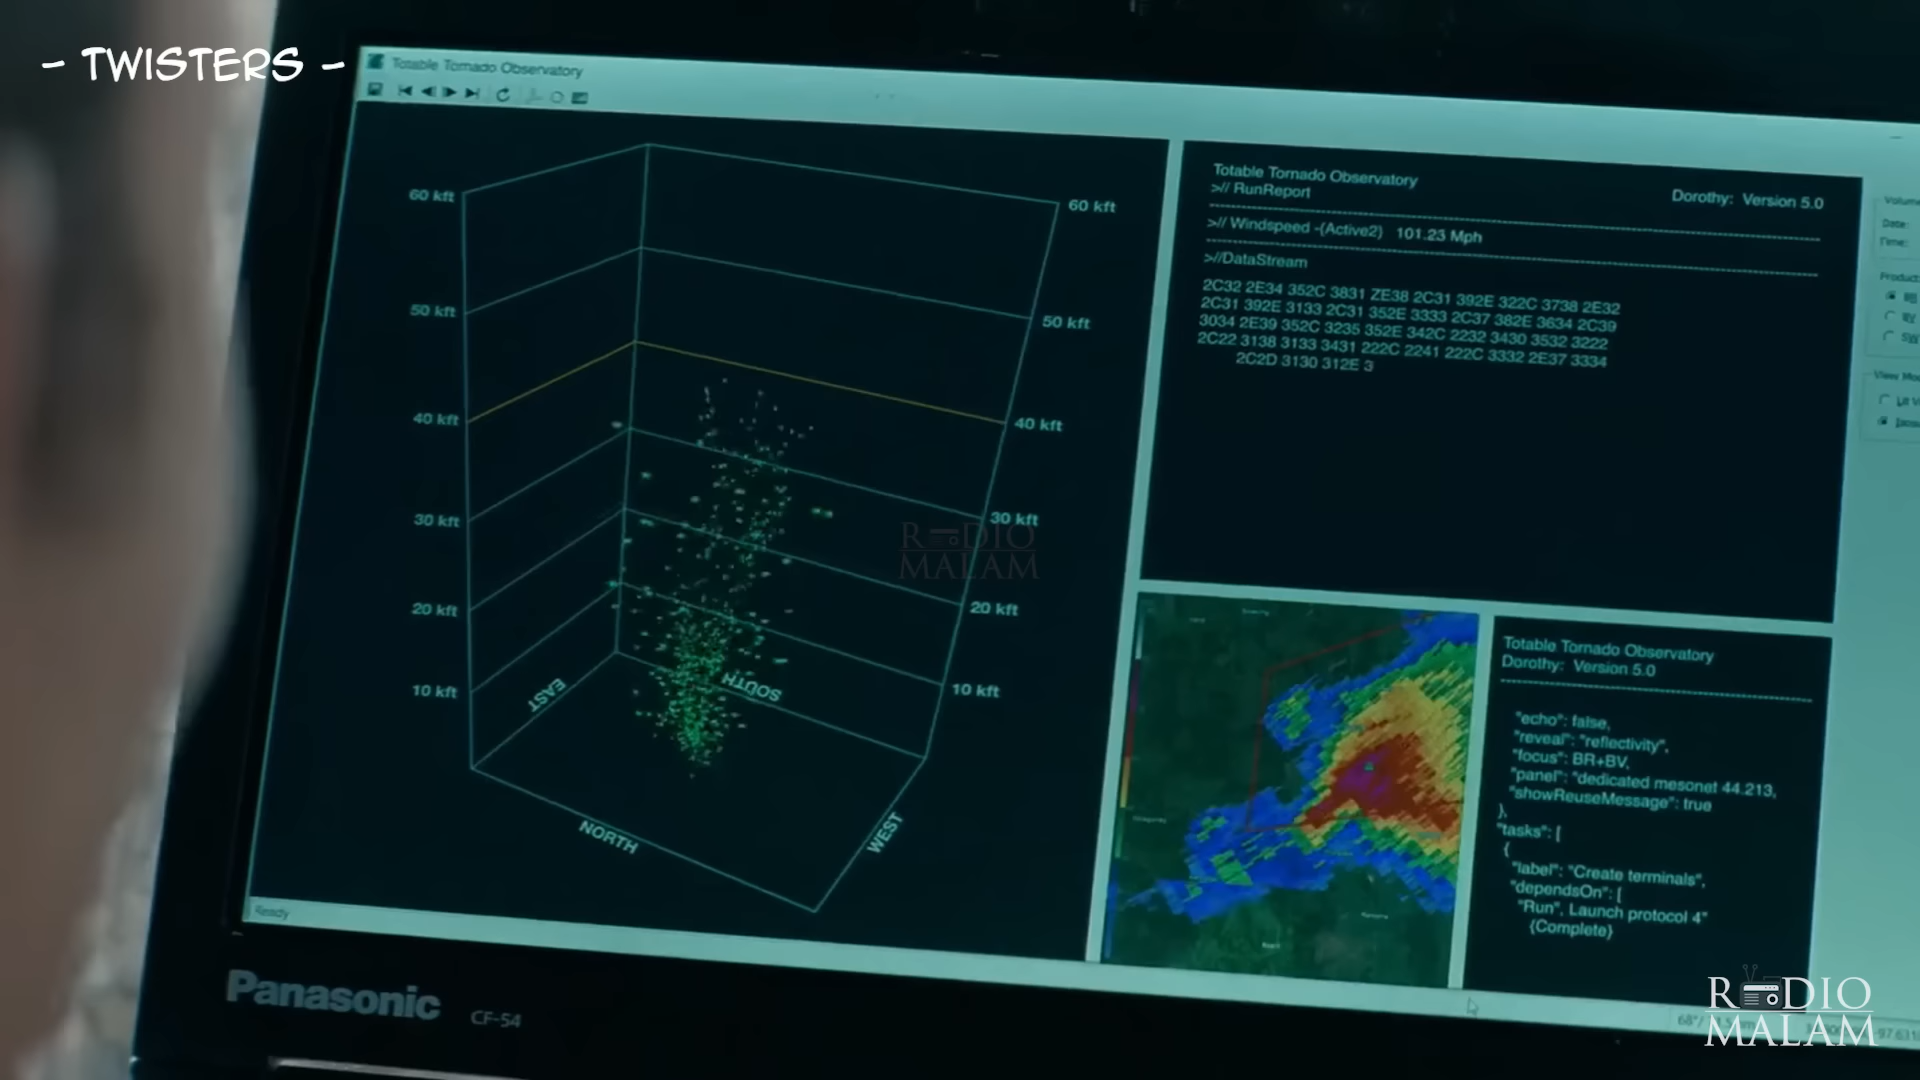 - TWISTERS -
Totable Tornado Observatory
60 kft
60 kft
50 kft
50 kft
40 kft
40 kft
30 kft
30 kft
20 kft
20 kft
10 kft
10 kft
EAST
SOUTH
NORTH
WEST
Ready
Totable Tornado Observatory
>// RunReport
Dorothy: Version 5.0
>// Windspeed -(Active2) 101.23 Mph
>//DataStream
2C32 2E34 352C 3831 ZE38 2C31 392E 322C 3738 2E32
2C31 392E 3133 2C31 352E 3333 2C37 382E 3634 2C39
3034 2E39 352C 3235 352E 342C 2232 3430 3532 3222
2C22 3138 3133 3431 222C 2241 222C 3332 2E37 3334
2C2D 3130 312E 3
Date:
Time:
Totable Tornado Observatory
Dorothy: Version 5.0
"echo": false,
"reveal": "reflectivity",
"focus": BR+BV,
"panel": "dedicated mesonet 44.213,
"showReuseMessage": true
},
"tasks": [
{
"label": "Create terminals",
"dependsOn": [
"Run", Launch protocol 4"
{Complete}
Panasonic
CF-54
RADIO
MALAM
RADIO
MALAM